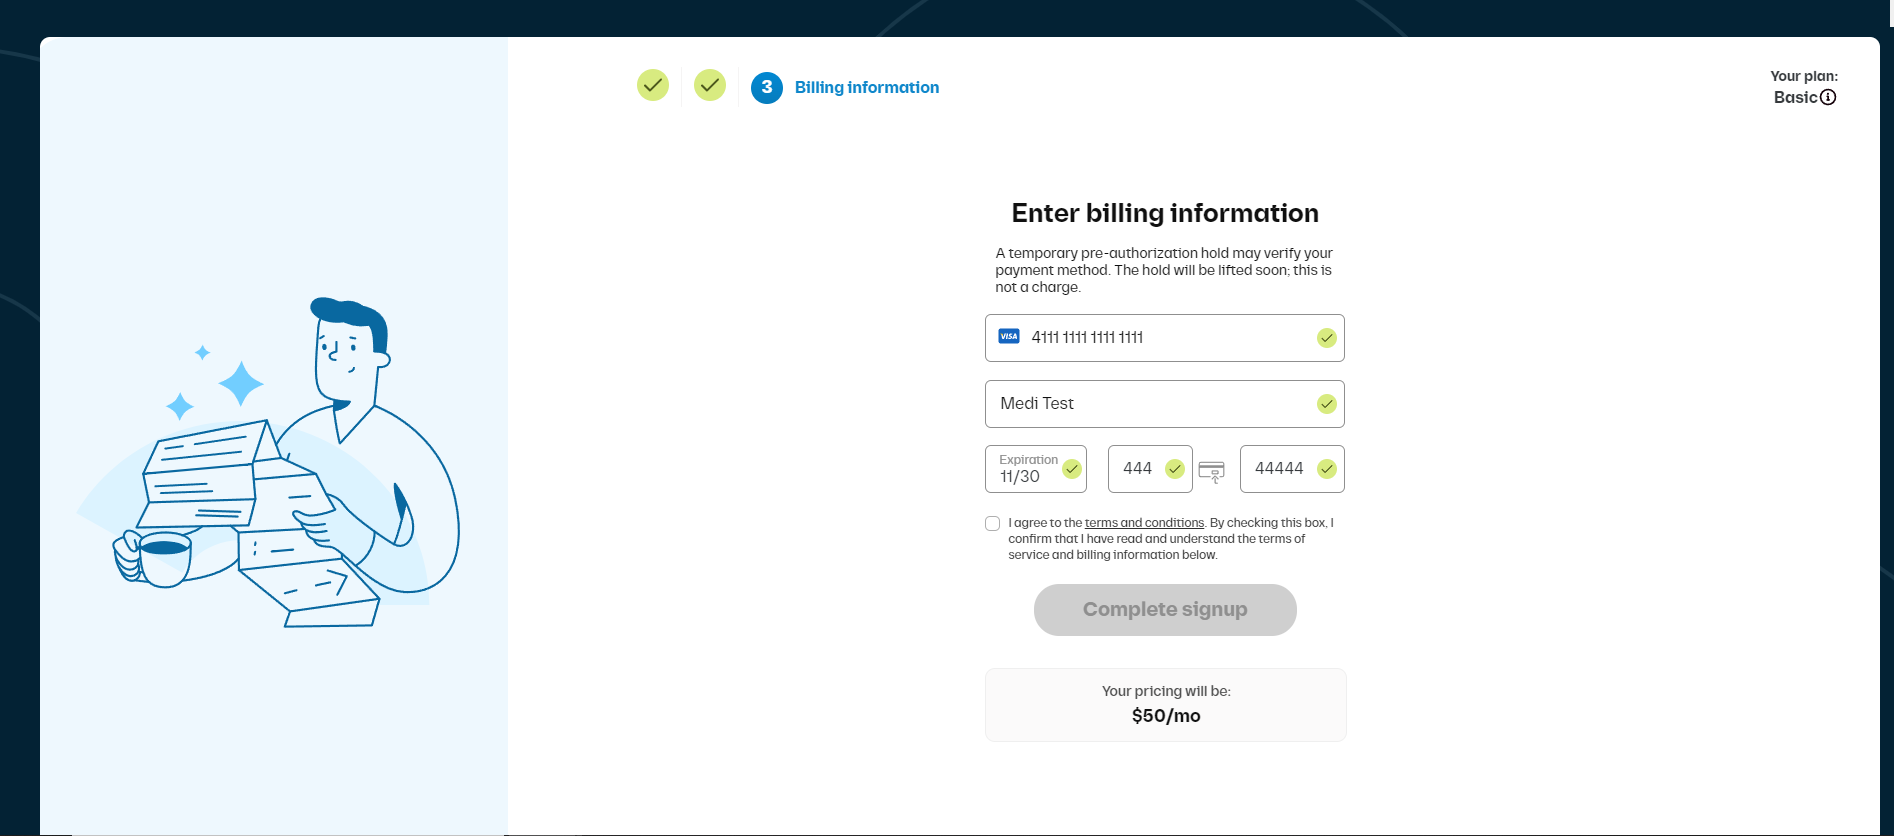 3 Billing information
Your plan:
Basic
Enter billing information
A temporary pre-authorization hold may verify your
payment method. The hold will be lifted soon; this is
not a charge.
VISA 4111 1111 1111 1111
Medi Test
Expiration
11/30
444
44444
I agree to the terms and conditions. By checking this box, I
confirm that I have read and understand the terms of
service and billing information below.
Complete signup
Your pricing will be:
$50/mo